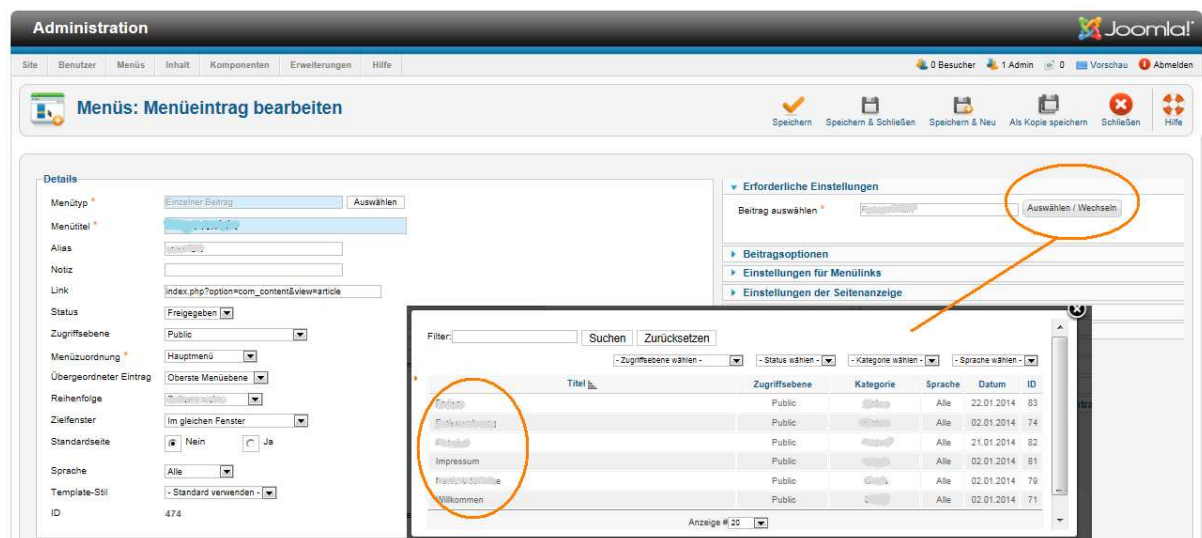 Administration
Joomla!
Site Benutzer Menüs Inhalt Komponenten Erweiterungen Hilfe
0 Besucher 1 Admin 0 Vorschau Abmelden
Menüs: Menüeintrag bearbeiten
Speichern Speichern & Schließen Speichern & Neu Als Kopie speichern Schließen Hilfe
Details
Menütyp * Einzelner Beitrag Auswählen
Menütitel *
Alias
Notiz
Link index.php?option=com_content&view=article
Status Freigegeben
Zugriffsebene Public
Menüzuordnung * Hauptmenü
Übergeordneter Eintrag Oberste Menüebene
Reihenfolge
Zielfenster Im gleichen Fenster
Standardseite Nein Ja
Sprache Alle
Template-Stil - Standard verwenden -
ID 474
Erforderliche Einstellungen
Beitrag auswählen * Auswählen / Wechseln
Beitragsoptionen
Einstellungen für Menülinks
Einstellungen der Seitenanzeige
Filter: Suchen Zurücksetzen
- Zugriffsebene wählen - - Status wählen - - Kategorie wählen - - Sprache wählen -
Titel Zugriffsebene Kategorie Sprache Datum ID
Public Alle 22.01.2014 83
Public Alle 02.01.2014 74
Public Alle 21.01.2014 82
Impressum Public Alle 02.01.2014 81
Public Alle 02.01.2014 79
Willkommen Public Alle 02.01.2014 71
Anzeige # 20